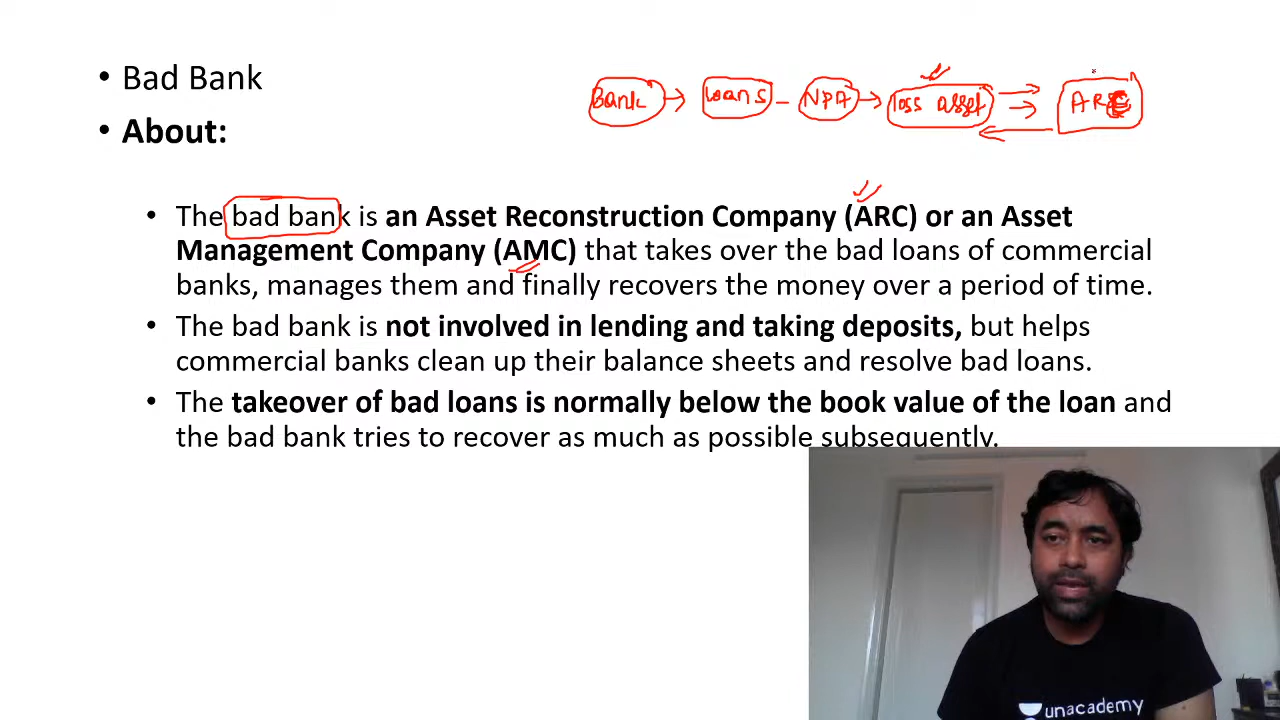 • Bad Bank
• About:
Bank → loans – NPA → loss asset → ARC
• The bad bank is an Asset Reconstruction Company (ARC) or an Asset
Management Company (AMC) that takes over the bad loans of commercial
banks, manages them and finally recovers the money over a period of time.
• The bad bank is not involved in lending and taking deposits, but helps
commercial banks clean up their balance sheets and resolve bad loans.
• The takeover of bad loans is normally below the book value of the loan and
the bad bank tries to recover as much as possible subsequently.
unacademy